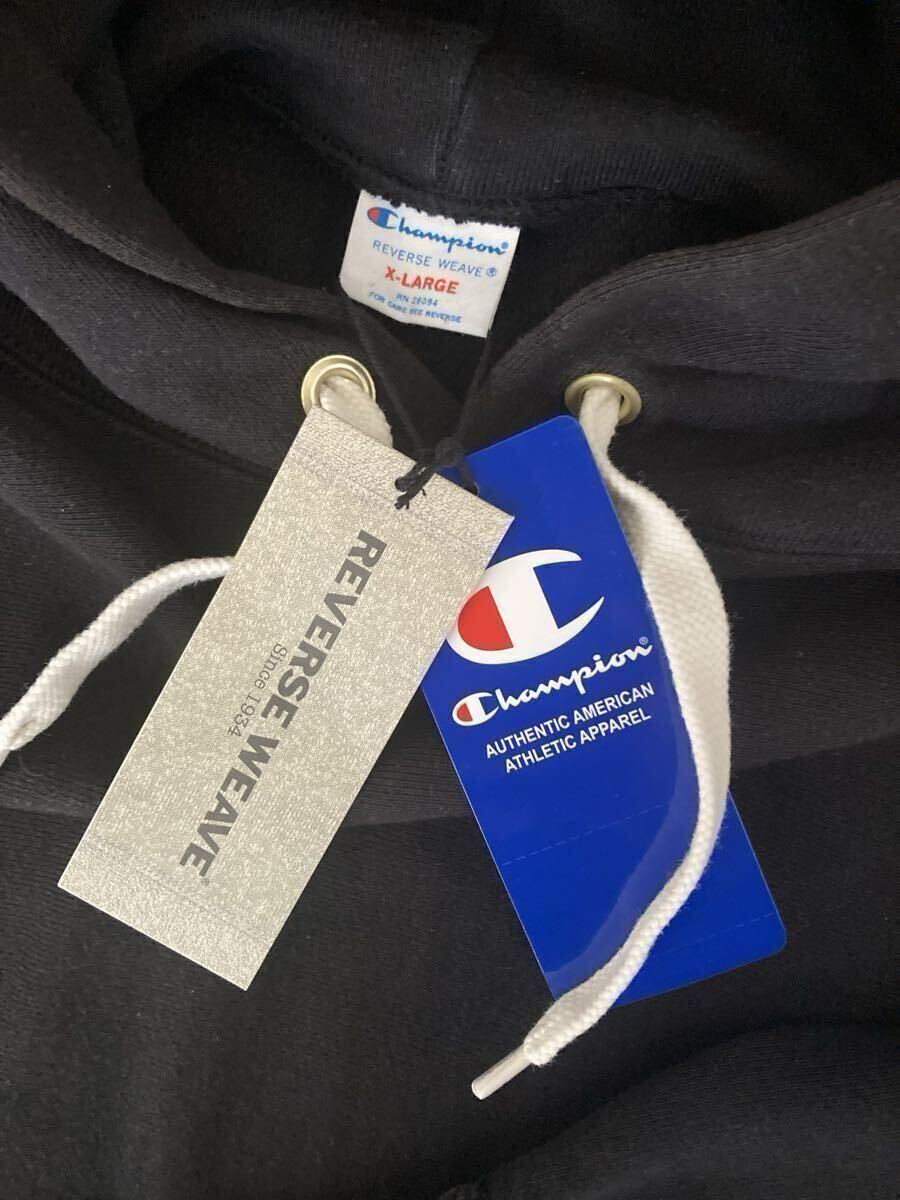 Champion®
REVERSE WEAVE®
X-LARGE
RN 26094
FOR CARE SEE REVERSE
REVERSE WEAVE®
Since 1934
Champion®
AUTHENTIC AMERICAN
ATHLETIC APPAREL